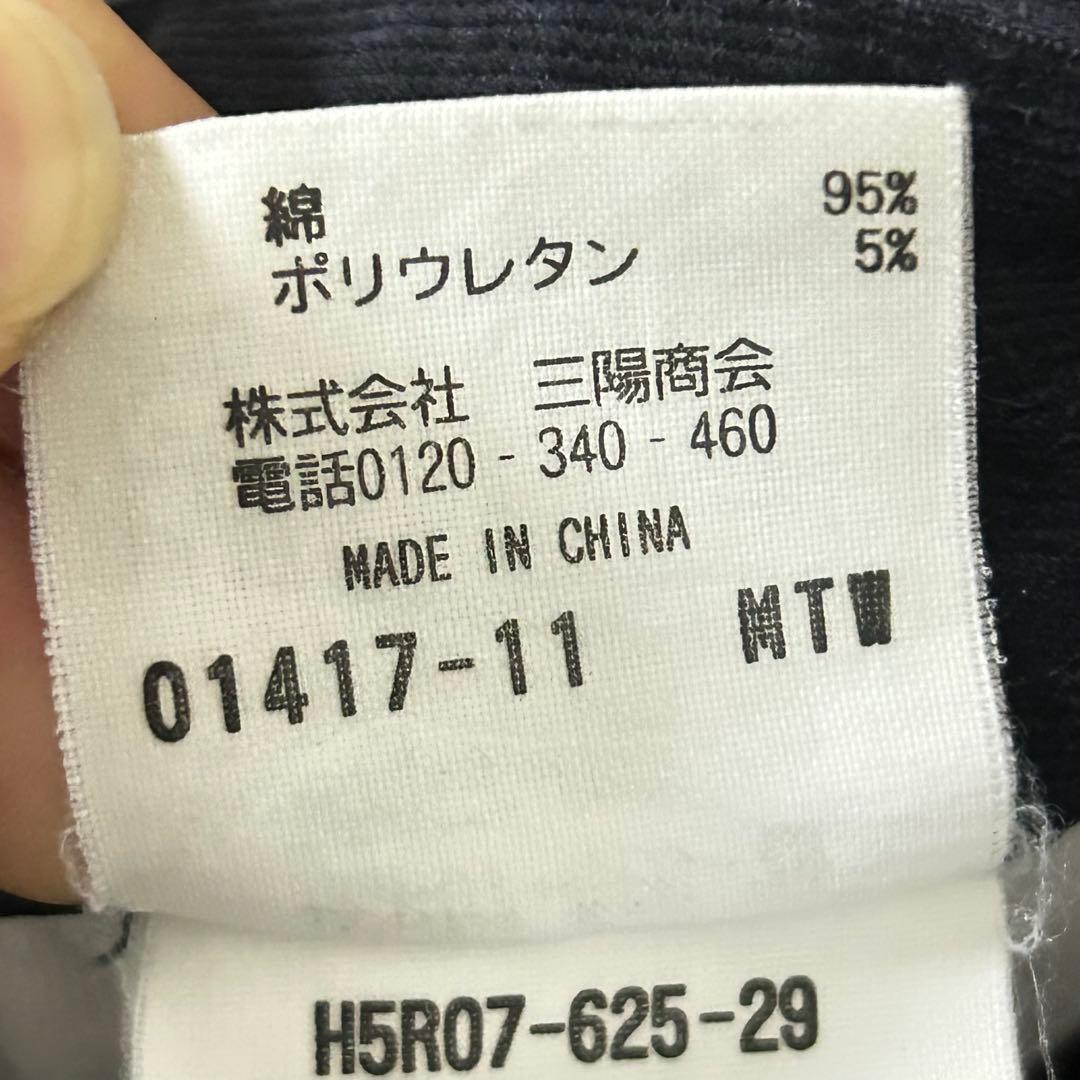 綿 95%
ポリウレタン 5%
株式会社 三陽商会
電話0120-340-460
MADE IN CHINA
01417-11 MTW
H5R07-625-29